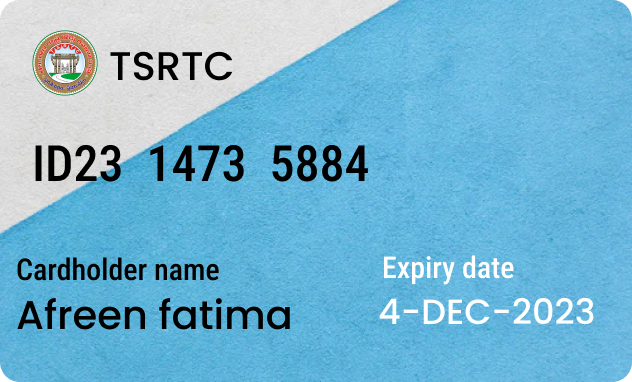 TSRTC
ID23 1473 5884
Cardholder name
Afreen fatima
Expiry date
4-DEC-2023